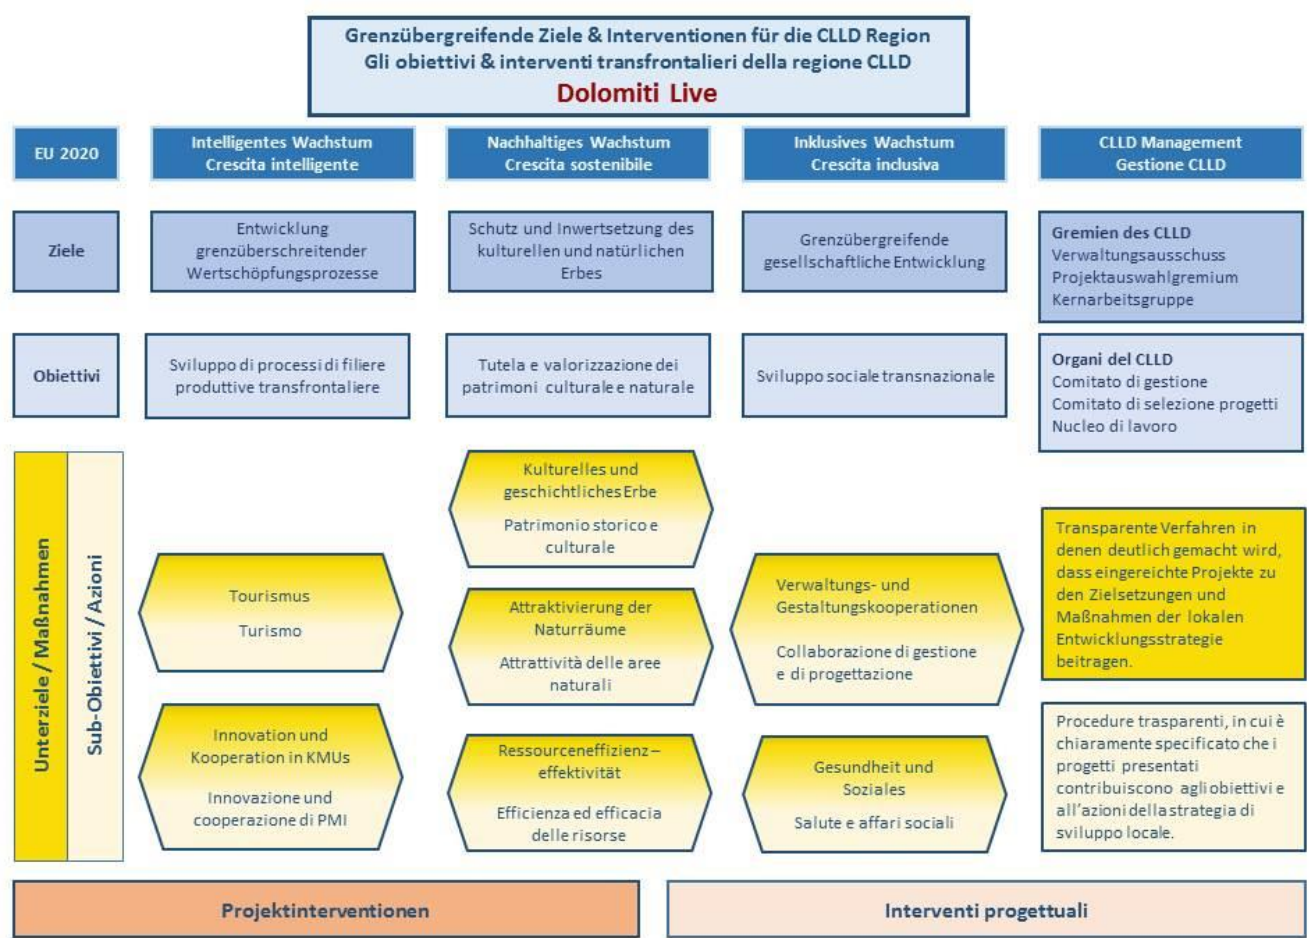 Grenzübergreifende Ziele & Interventionen für die CLLD Region
Gli obiettivi & interventi transfrontalieri della regione CLLD
Dolomiti Live
EU 2020
Intelligentes Wachstum
Crescita intelligente
Nachhaltiges Wachstum
Crescita sostenibile
Inklusives Wachstum
Crescita inclusiva
CLLD Management
Gestione CLLD
Ziele
Entwicklung
grenzüberschreitender
Wertschöpfungsprozesse
Schutz und Inwertsetzung des
kulturellen und natürlichen
Erbes
Grenzübergreifende
gesellschaftliche Entwicklung
Gremien des CLLD
Verwaltungsausschuss
Projektauswahlgremium
Kernarbeitsgruppe
Obiettivi
Sviluppo di processi di filiere
produttive transfrontaliere
Tutela e valorizzazione dei
patrimoni culturale e naturale
Sviluppo sociale transnazionale
Organi del CLLD
Comitato di gestione
Comitato di selezione progetti
Nucleo di lavoro
Unterziele / Maßnahmen
Sub-Obiettivi / Azioni
Tourismus
Turismo
Innovation und
Kooperation in KMUs
Innovazione und
cooperazione di PMI
Kulturelles und
geschichtliches Erbe
Patrimonio storico e
culturale
Attraktivierung der
Naturräume
Attrattività delle aree
naturali
Ressourceneffizienz –
effektivität
Efficienza ed efficacia
delle risorse
Verwaltungs- und
Gestaltungskooperationen
Collaborazione di gestione
e di progettazione
Gesundheit und
Soziales
Salute e affari sociali
Transparente Verfahren in
denen deutlich gemacht wird,
dass eingereichte Projekte zu
den Zielsetzungen und
Maßnahmen der lokalen
Entwicklungsstrategie
beitragen.
Procedure trasparenti, in cui è
chiaramente specificato che i
progetti presentati
contribuiscono agli obiettivi e
all'azioni della strategia di
sviluppo locale.
Projektinterventionen
Interventi progettuali